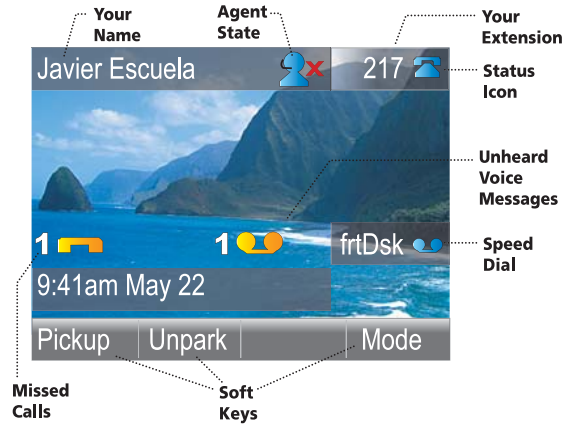 Your
Name
Agent
State
Your
Extension
Javier Escuela
217
Status
Icon
Unheard
Voice
Messages
1
1
frtDsk
Speed
Dial
9:41am May 22
Pickup
Unpark
Mode
Missed
Calls
Soft
Keys